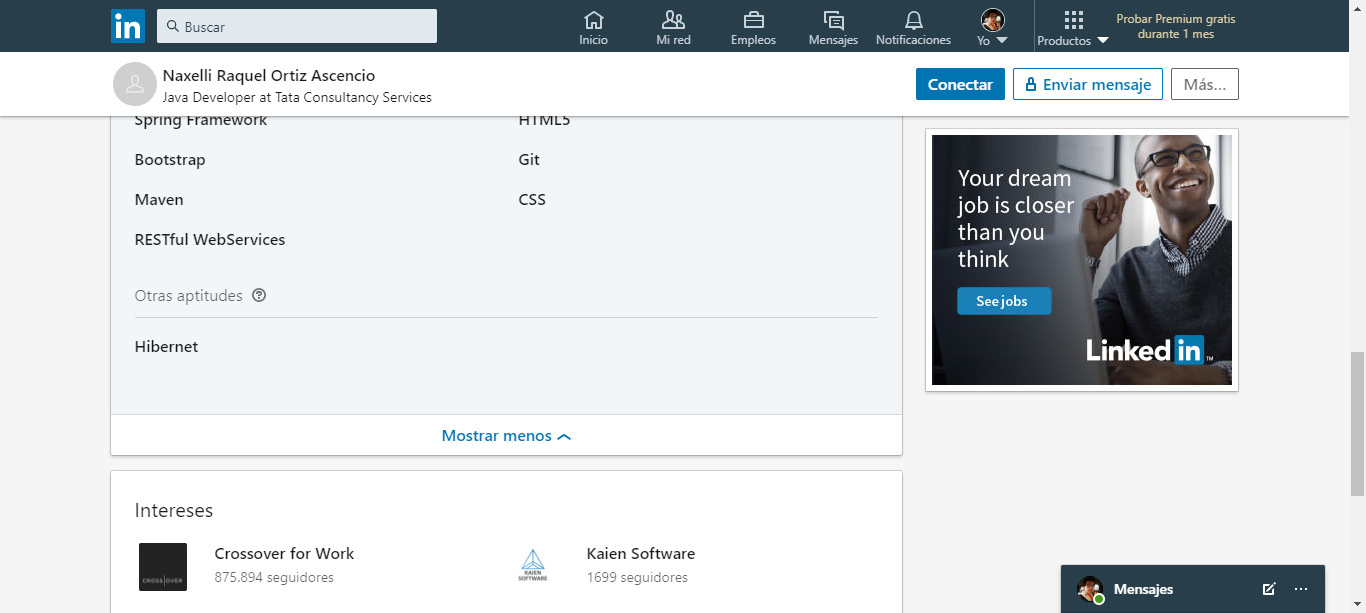 in
Buscar
Inicio
Mi red
Empleos
Mensajes
Notificaciones
Yo
Productos
Probar Premium gratis
durante 1 mes
Naxelli Raquel Ortiz Ascencio
Java Developer at Tata Consultancy Services
Conectar
Enviar mensaje
Más...
Spring Framework
HTML5
Bootstrap
Git
Maven
CSS
RESTful WebServices
Otras aptitudes
Hibernet
Mostrar menos
Your dream
job is closer
than you
think
See jobs
Linked in ™
Intereses
CROSS|OVER
Crossover for Work
875.894 seguidores
KAIEN
SOFTWARE
Kaien Software
1699 seguidores
Mensajes